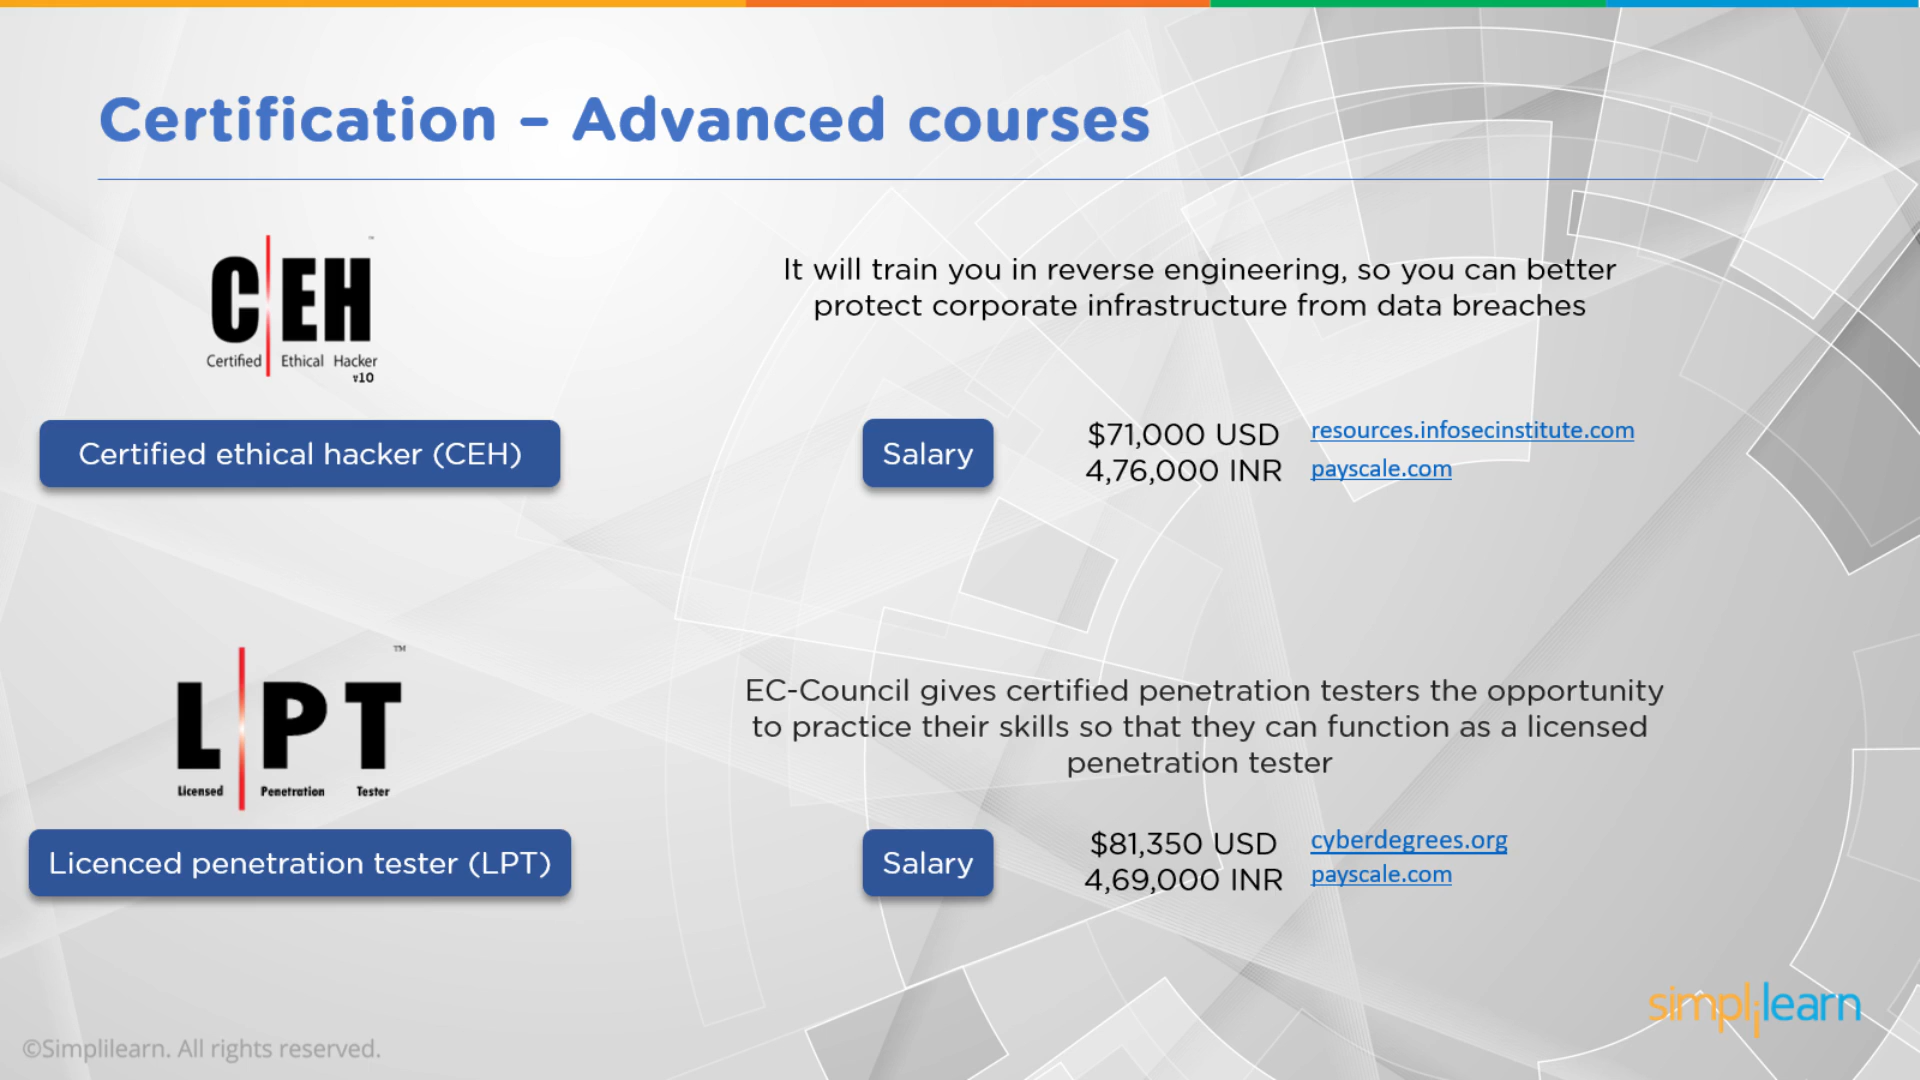 Certification – Advanced courses
CEH
Certified Ethical Hacker
v10
It will train you in reverse engineering, so you can better
protect corporate infrastructure from data breaches
Certified ethical hacker (CEH)
Salary
$71,000 USD resources.infosecinstitute.com
4,76,000 INR payscale.com
LPT TM
Licensed Penetration Tester
EC-Council gives certified penetration testers the opportunity
to practice their skills so that they can function as a licensed
penetration tester
Licenced penetration tester (LPT)
Salary
$81,350 USD cyberdegrees.org
4,69,000 INR payscale.com
simplilearn
©Simplilearn. All rights reserved.